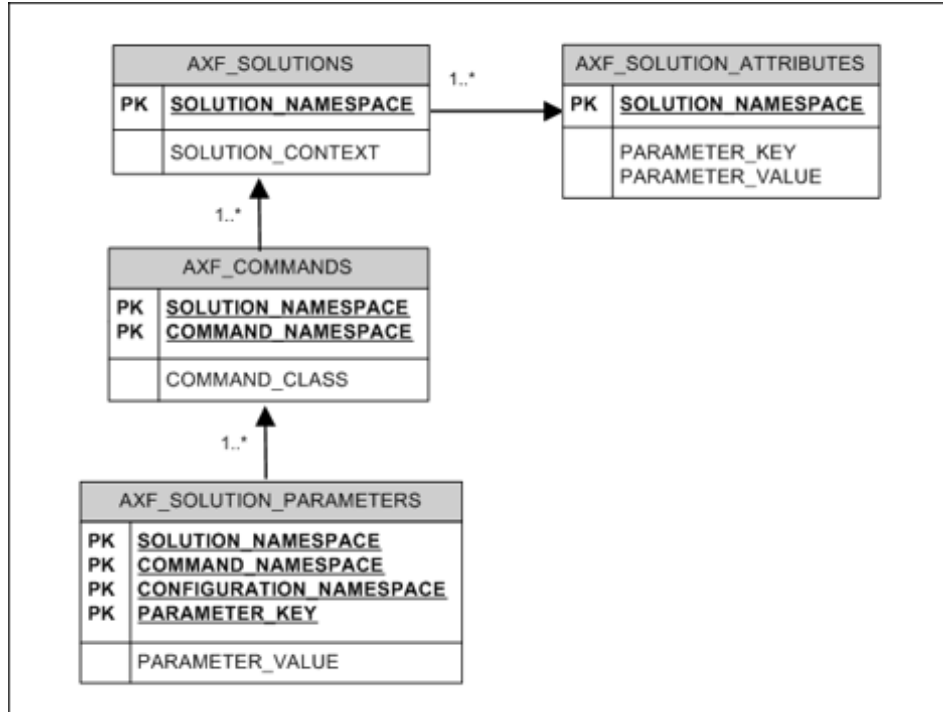 AXF_SOLUTIONS
PK SOLUTION_NAMESPACE
SOLUTION_CONTEXT
1..*
AXF_SOLUTION_ATTRIBUTES
PK SOLUTION_NAMESPACE
PARAMETER_KEY
PARAMETER_VALUE
1..*
AXF_COMMANDS
PK SOLUTION_NAMESPACE
PK COMMAND_NAMESPACE
COMMAND_CLASS
1..*
AXF_SOLUTION_PARAMETERS
PK SOLUTION_NAMESPACE
PK COMMAND_NAMESPACE
PK CONFIGURATION_NAMESPACE
PK PARAMETER_KEY
PARAMETER_VALUE